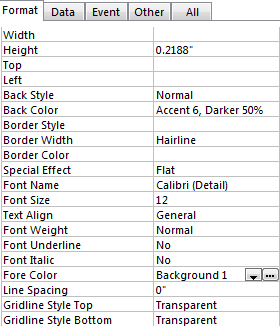 Format Data Event Other All
Width
Height 0.2188"
Top
Left
Back Style Normal
Back Color Accent 6, Darker 50%
Border Style
Border Width Hairline
Border Color
Special Effect Flat
Font Name Calibri (Detail)
Font Size 12
Text Align General
Font Weight Normal
Font Underline No
Font Italic No
Fore Color Background 1 ...
Line Spacing 0"
Gridline Style Top Transparent
Gridline Style Bottom Transparent